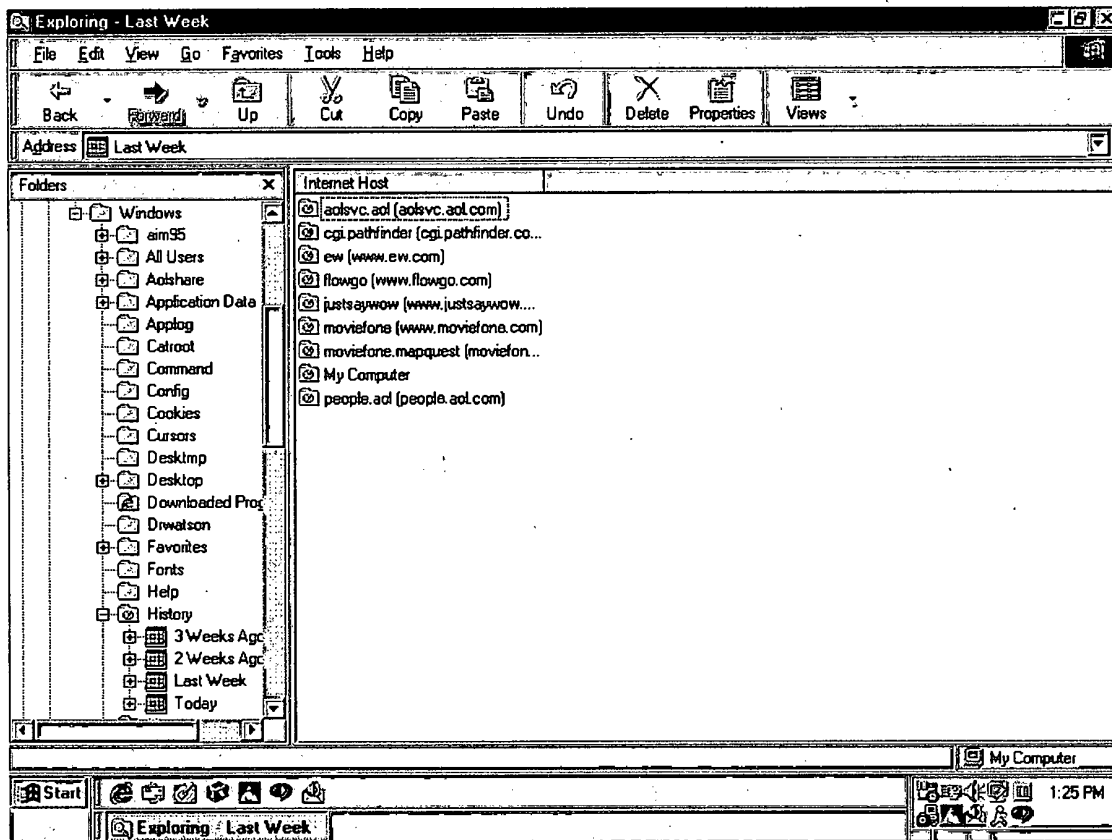 Exploring - Last Week
File Edit View Go Favorites Tools Help
Back Forward Up Cut Copy Paste Undo Delete Properties Views
Address Last Week
Folders x
Windows
aim95
All Users
Aolshare
Application Data
Applog
Catroot
Command
Config
Cookies
Cursors
Desktmp
Desktop
Downloaded Prog
Drwatson
Favorites
Fonts
Help
History
3 Weeks Ago
2 Weeks Ago
Last Week
Today
Internet Host
aolsvc.aol (aolsvc.aol.com)
cgi.pathfinder (cgi.pathfinder.co...
ew (www.ew.com)
flowgo (www.flowgo.com)
justsaywow (www.justsaywow....
moviefone (www.moviefone.com)
moviefone.mapquest (moviefon...
My Computer
people.aol (people.aol.com)
My Computer
Start
1:25 PM
Exploring - Last Week